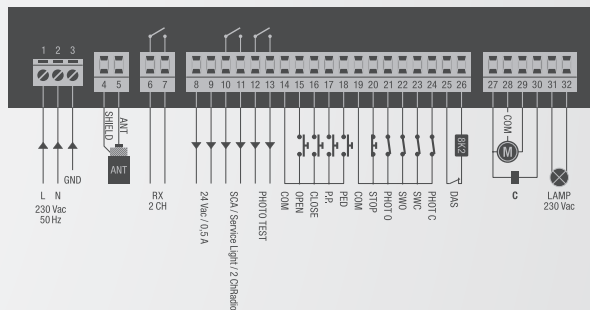 1 2 3
4 5
6 7
8 9 10 11 12 13 14 15 16 17 18 19 20 21 22 23 24 25 26
27 28 29 30 31 32
L N
GND
230 Vac
50 Hz
SHIELD
ANT
ANT
RX
2 CH
24 Vac / 0,5 A
SCA / Service Light / 2 ChRadio
PHOTO TEST
COM
OPEN
CLOSE
P.P.
PED
COM
STOP
PHOT O
SWO
SWC
PHOT C
DAS
8K2
COM
M
C
LAMP
230 Vac